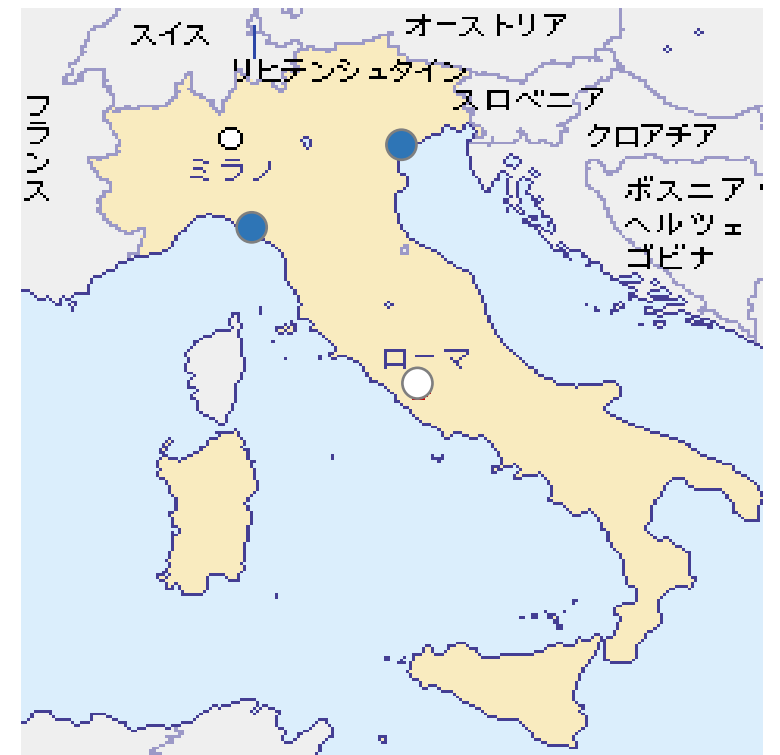 オーストリア
スイス
リヒテンシュタイン
スロベニア
フランス
クロアチア
ミラノ
ボスニア・
ヘルツェ
ゴビナ
ローマ